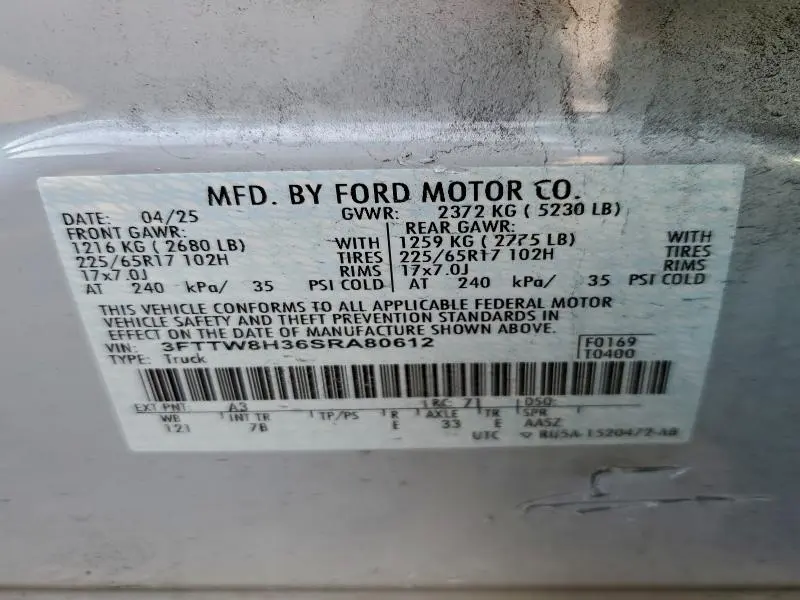 MFD. BY FORD MOTOR CO.
DATE: 04/25 GVWR: 2372 KG ( 5230 LB)
FRONT GAWR: REAR GAWR:
1216 KG ( 2680 LB) WITH 1259 KG ( 2775 LB) WITH
225/65R17 102H TIRES 225/65R17 102H TIRES
17x7.0J RIMS 17x7.0J RIMS
AT 240 kPa/ 35 PSI COLD AT 240 kPa/ 35 PSI COLD
THIS VEHICLE CONFORMS TO ALL APPLICABLE FEDERAL MOTOR
VEHICLE SAFETY AND THEFT PREVENTION STANDARDS IN
EFFECT ON THE DATE OF MANUFACTURE SHOWN ABOVE.
VIN: 3FTTW8H36SRA80612 F0169
TYPE: Truck T0400
EXT PNT: A3 RC: 71 DSO:
WB INT TR TP/PS R AXLE TR SPR
121 7B E 33 E AASZ
UTC RU5A-1520472-AB